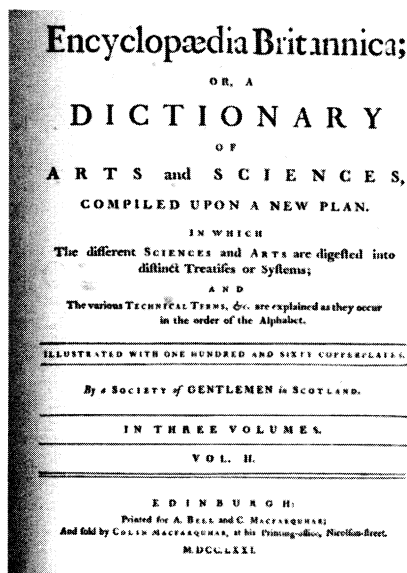 Encyclopædia Britannica;
OR, A
DICTIONARY
OF
ARTS and SCIENCES,
COMPILED UPON A NEW PLAN.
IN WHICH
The different SCIENCES and ARTS are digeſted into
diſtinct Treatiſes or Syſtems;
AND
The various TECHNICAL TERMS, &c. are explained as they occur
in the order of the Alphabet.
ILLUSTRATED WITH ONE HUNDRED AND SIXTY COPPERPLATES.
By a SOCIETY of GENTLEMEN in SCOTLAND.
IN THREE VOLUMES.
VOL. II.
EDINBURGH:
Printed for A. BELL and C. MACFARQUHAR;
And ſold by COLIN MACFARQUHAR, at his Printing-office, Nicolſon-ſtreet.
M.DCC.LXXI.